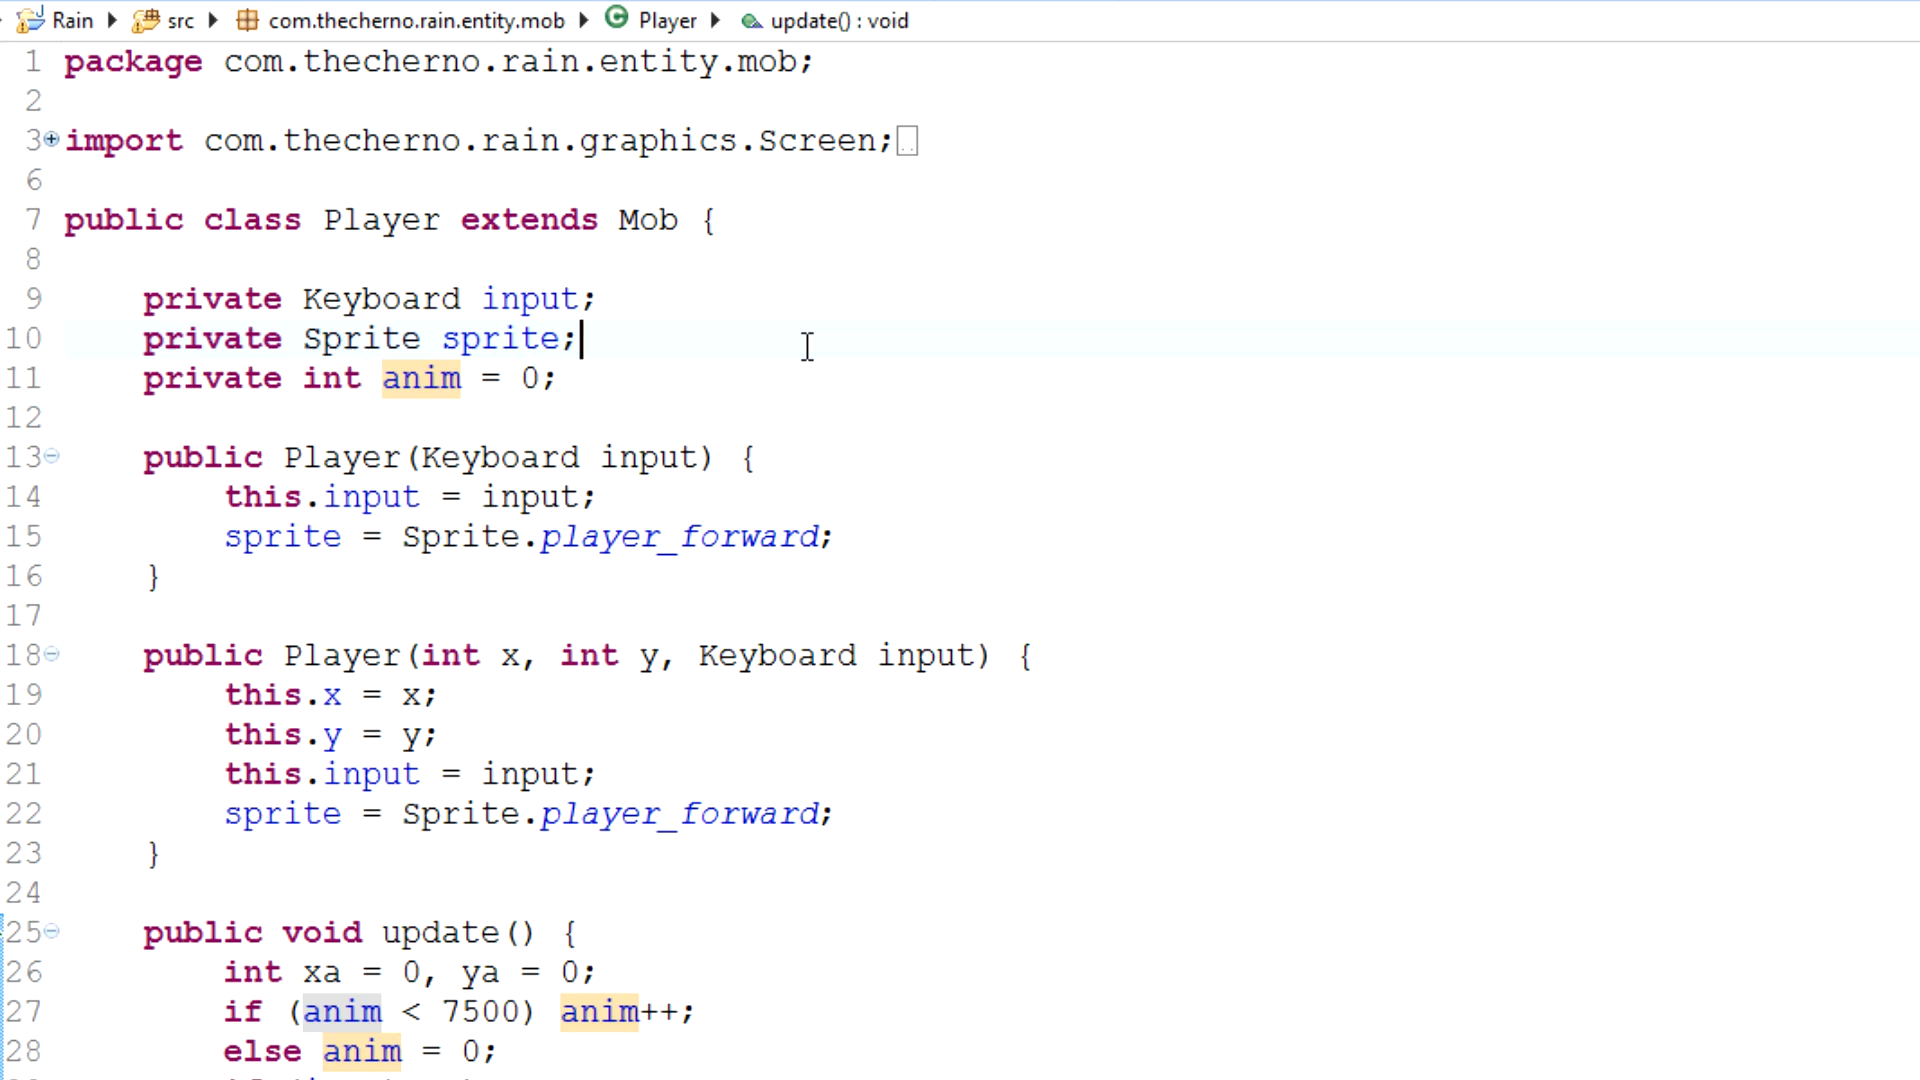 Rain src com.thecherno.rain.entity.mob Player update() : void
1 package com.thecherno.rain.entity.mob;
2
3 import com.thecherno.rain.graphics.Screen;
6
7 public class Player extends Mob {
8
9 private Keyboard input;
10 private Sprite sprite;
11 private int anim = 0;
12
13 public Player(Keyboard input) {
14 this.input = input;
15 sprite = Sprite.player_forward;
16 }
17
18 public Player(int x, int y, Keyboard input) {
19 this.x = x;
20 this.y = y;
21 this.input = input;
22 sprite = Sprite.player_forward;
23 }
24
25 public void update() {
26 int xa = 0, ya = 0;
27 if (anim < 7500) anim++;
28 else anim = 0;